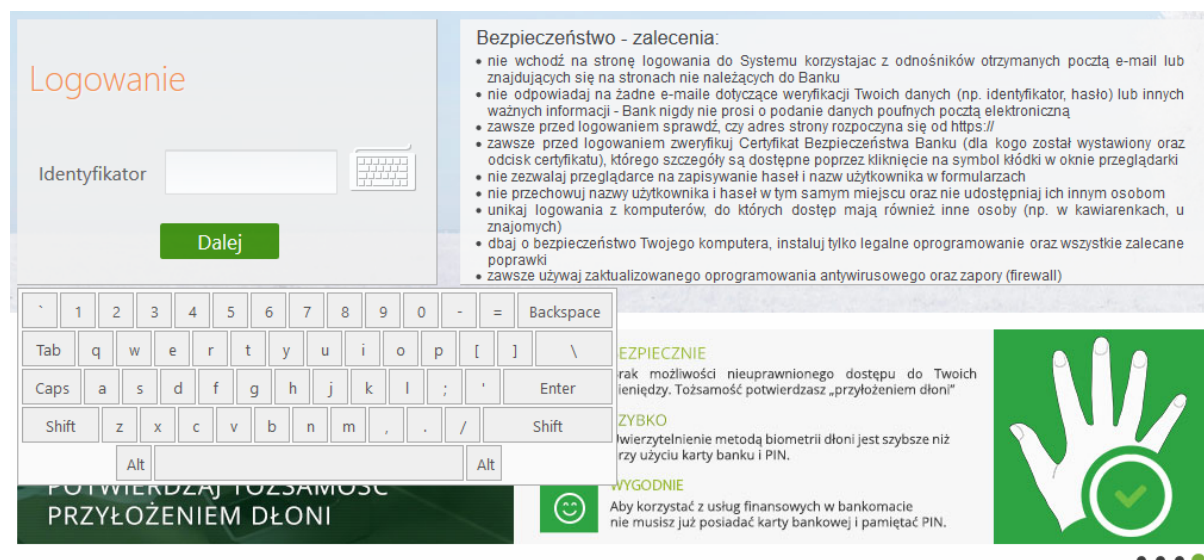 Logowanie
Identyfikator
Dalej
Bezpieczeństwo - zalecenia:
• nie wchodź na stronę logowania do Systemu korzystajac z odnośników otrzymanych pocztą e-mail lub
znajdujących się na stronach nie należących do Banku
• nie odpowiadaj na żadne e-maile dotyczące weryfikacji Twoich danych (np. identyfikator, hasło) lub innych
ważnych informacji - Bank nigdy nie prosi o podanie danych poufnych pocztą elektroniczną
• zawsze przed logowaniem sprawdź, czy adres strony rozpoczyna się od https://
• zawsze przed logowaniem zweryfikuj Certyfikat Bezpieczeństwa Banku (dla kogo został wystawiony oraz
odcisk certyfikatu), którego szczegóły są dostępne poprzez kliknięcie na symbol kłódki w oknie przeglądarki
• nie zezwalaj przeglądarce na zapisywanie haseł i nazw użytkownika w formularzach
• nie przechowuj nazwy użytkownika i haseł w tym samym miejscu oraz nie udostępniaj ich innym osobom
• unikaj logowania z komputerów, do których dostęp mają również inne osoby (np. w kawiarenkach, u
znajomych)
• dbaj o bezpieczeństwo Twojego komputera, instaluj tylko legalne oprogramowanie oraz wszystkie zalecane
poprawki
• zawsze używaj zaktualizowanego oprogramowania antywirusowego oraz zapory (firewall)
` 1 2 3 4 5 6 7 8 9 0 - = Backspace
Tab q w e r t y u i o p [ ] \
Caps a s d f g h j k l ; ' Enter
Shift z x c v b n m , . / Shift
Alt Alt
POTWIERDZAJ TOŻSAMOŚĆ
PRZYŁOŻENIEM DŁONI
EZPIECZNIE
rak możliwości nieuprawnionego dostępu do Twoich
ieniędzy. Tożsamość potwierdzasz „przyłożeniem dłoni"
ZYBKO
wierzytelnienie metodą biometrii dłoni jest szybsze niż
rzy użyciu karty banku i PIN.
WYGODNIE
Aby korzystać z usług finansowych w bankomacie
nie musisz już posiadać karty bankowej i pamiętać PIN.